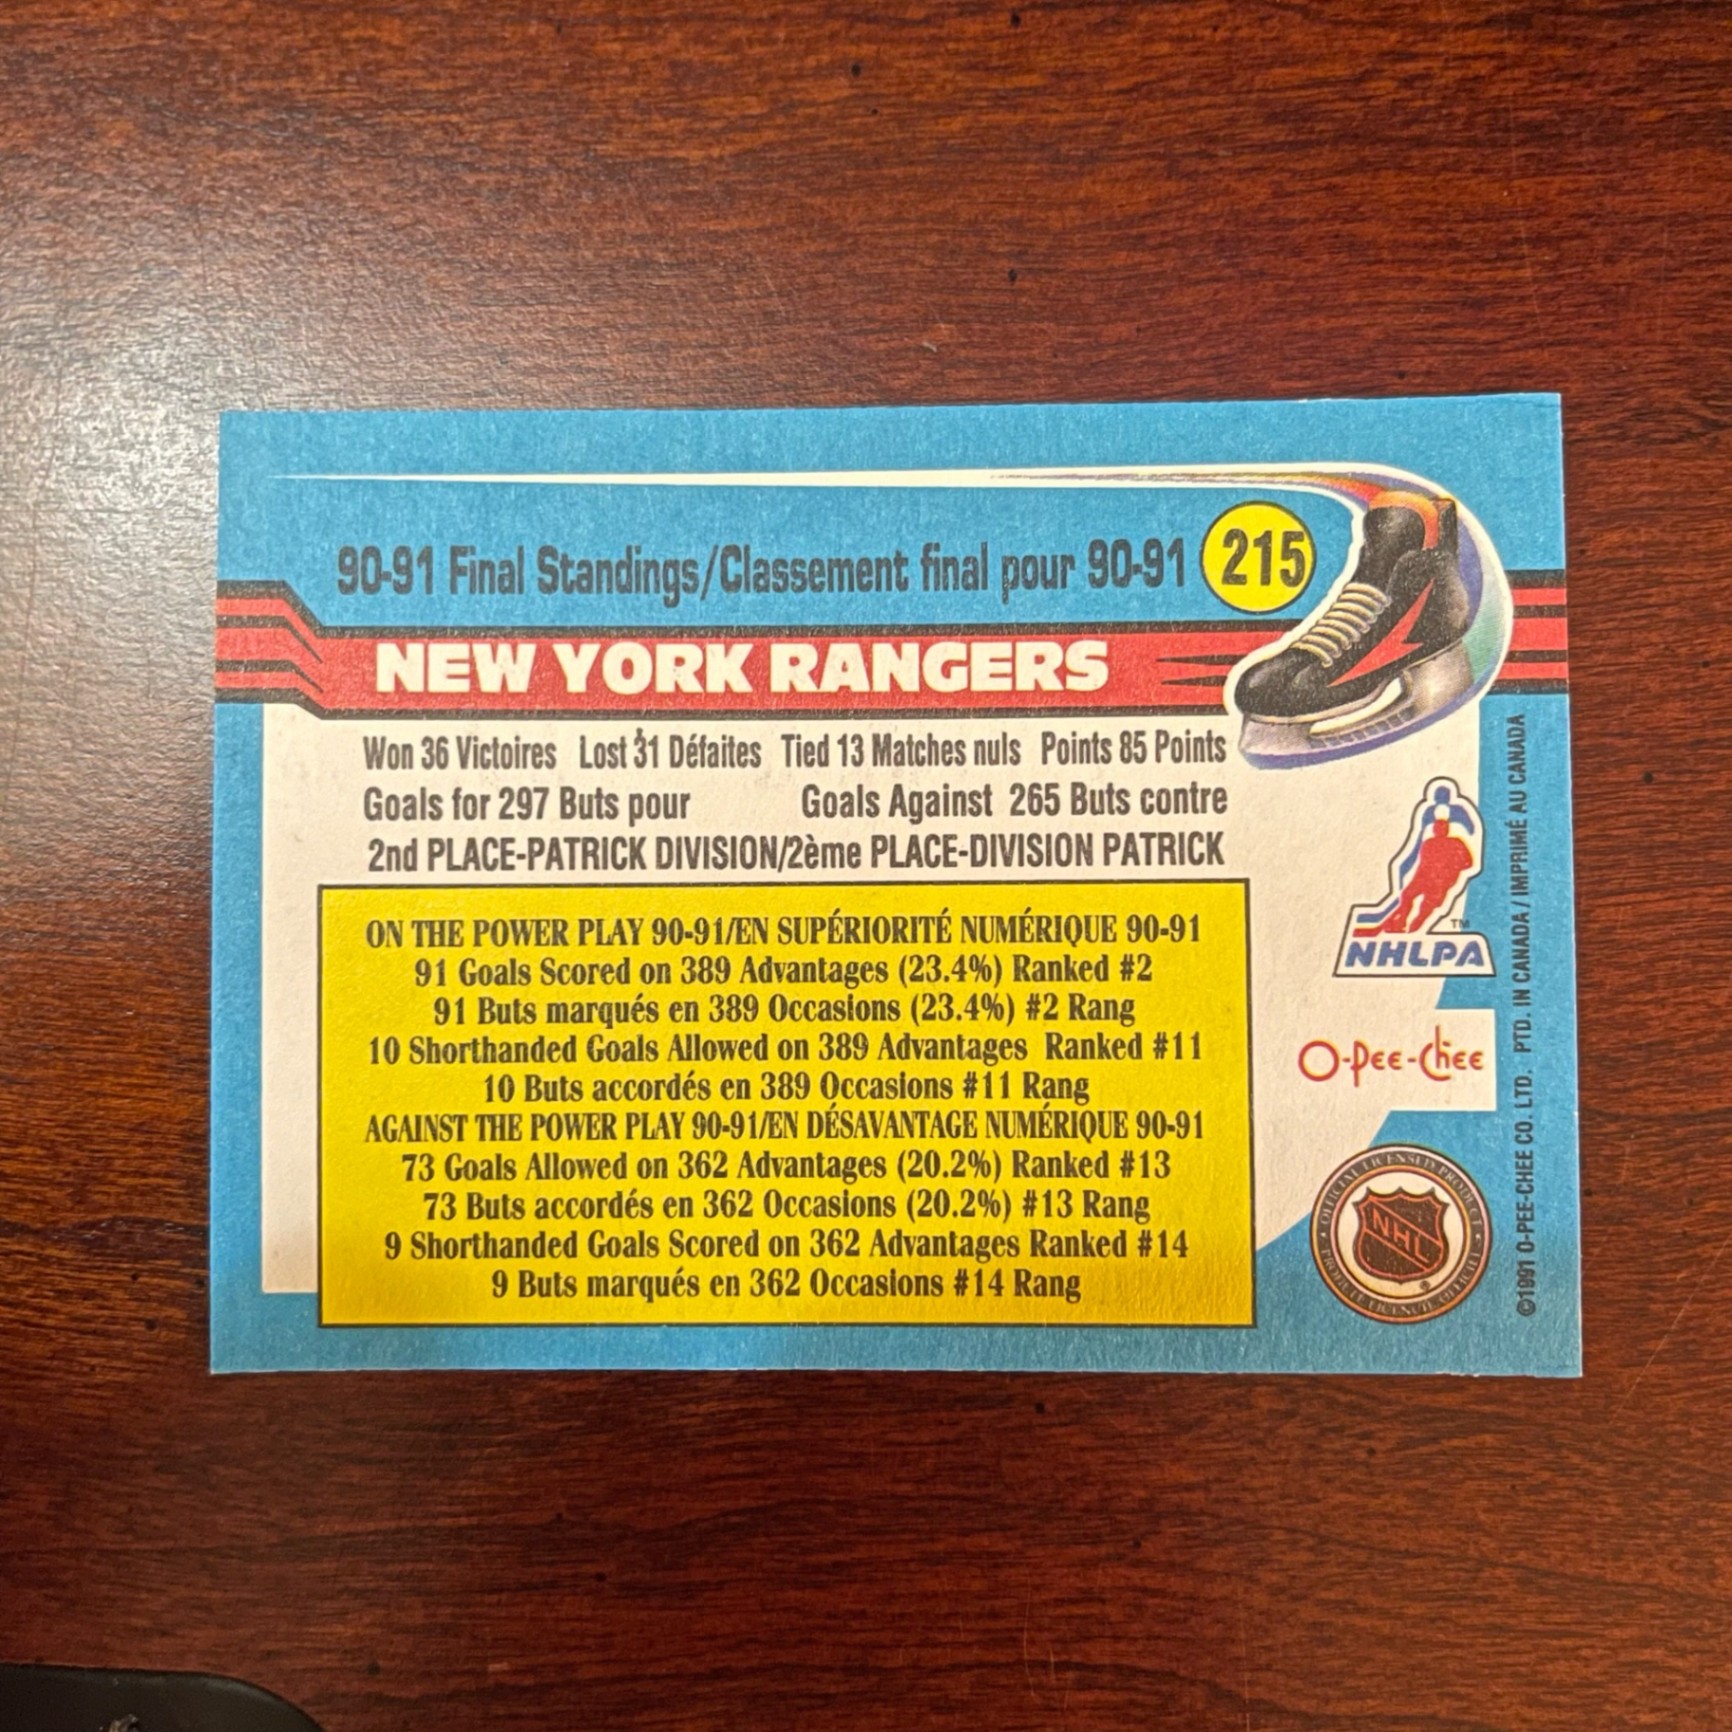 90-91 Final Standings/Classement final pour 90-91
215
NEW YORK RANGERS
Won 36 Victoires Lost 31 Défaites Tied 13 Matches nuls Points 85 Points
Goals for 297 Buts pour Goals Against 265 Buts contre
2nd PLACE-PATRICK DIVISION/2ème PLACE-DIVISION PATRICK
ON THE POWER PLAY 90-91/EN SUPÉRIORITÉ NUMÉRIQUE 90-91
91 Goals Scored on 389 Advantages (23.4%) Ranked #2
91 Buts marqués en 389 Occasions (23.4%) #2 Rang
10 Shorthanded Goals Allowed on 389 Advantages Ranked #11
10 Buts accordés en 389 Occasions #11 Rang
AGAINST THE POWER PLAY 90-91/EN DÉSAVANTAGE NUMÉRIQUE 90-91
73 Goals Allowed on 362 Advantages (20.2%) Ranked #13
73 Buts accordés en 362 Occasions (20.2%) #13 Rang
9 Shorthanded Goals Scored on 362 Advantages Ranked #14
9 Buts marqués en 362 Occasions #14 Rang
TM
NHLPA
O-Pee-Chee
OFFICIAL LICENSED PRODUCT
NHL
®
PRODUIT LICENCIÉ OFFICIEL
©1991 O-PEE-CHEE CO. LTD. PTD. IN CANADA / IMPRIMÉ AU CANADA